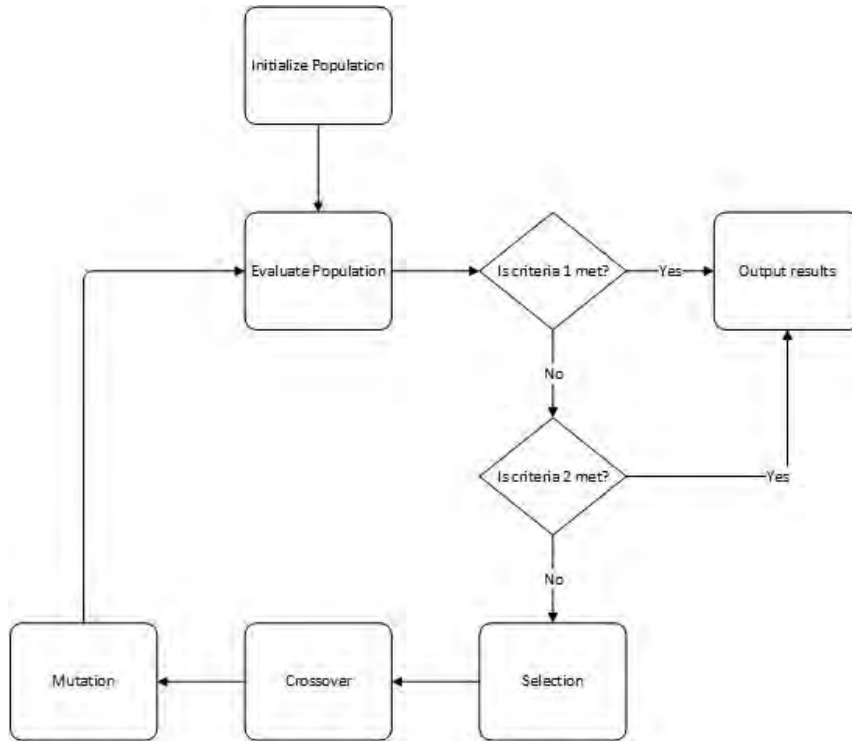 Initialize Population
Evaluate Population
Is criteria 1 met?
Yes
Output results
No
Is criteria 2 met?
Yes
No
Mutation
Crossover
Selection